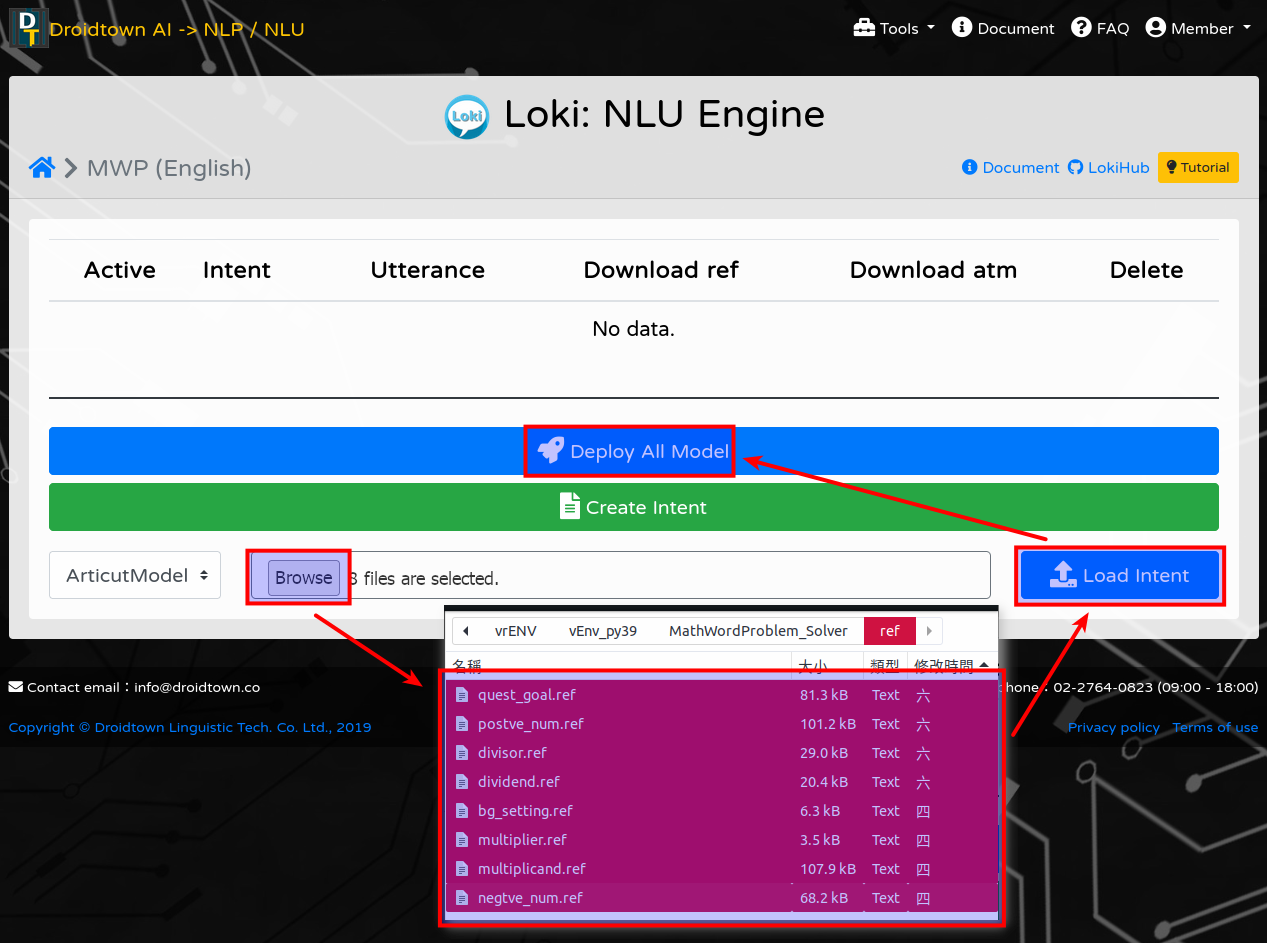 DT Droidtown AI -> NLP / NLU Tools Document FAQ Member
Loki Loki: NLU Engine
MWP (English) Document LokiHub Tutorial
Active Intent Utterance Download ref Download atm Delete
No data.
Deploy All Model
Create Intent
ArticutModel Browse 8 files are selected. Load Intent
vrENV vEnv_py39 MathWordProblem_Solver ref
名稱 大小 類型 修改時間
Contact email：info@droidtown.co hone：02-2764-0823 (09:00 - 18:00)
quest_goal.ref 81.3 kB Text 六
postve_num.ref 101.2 kB Text 六
Copyright © Droidtown Linguistic Tech. Co. Ltd., 2019 Privacy policy Terms of use
divisor.ref 29.0 kB Text 六
dividend.ref 20.4 kB Text 六
bg_setting.ref 6.3 kB Text 四
multiplier.ref 3.5 kB Text 四
multiplicand.ref 107.9 kB Text 四
negtve_num.ref 68.2 kB Text 四